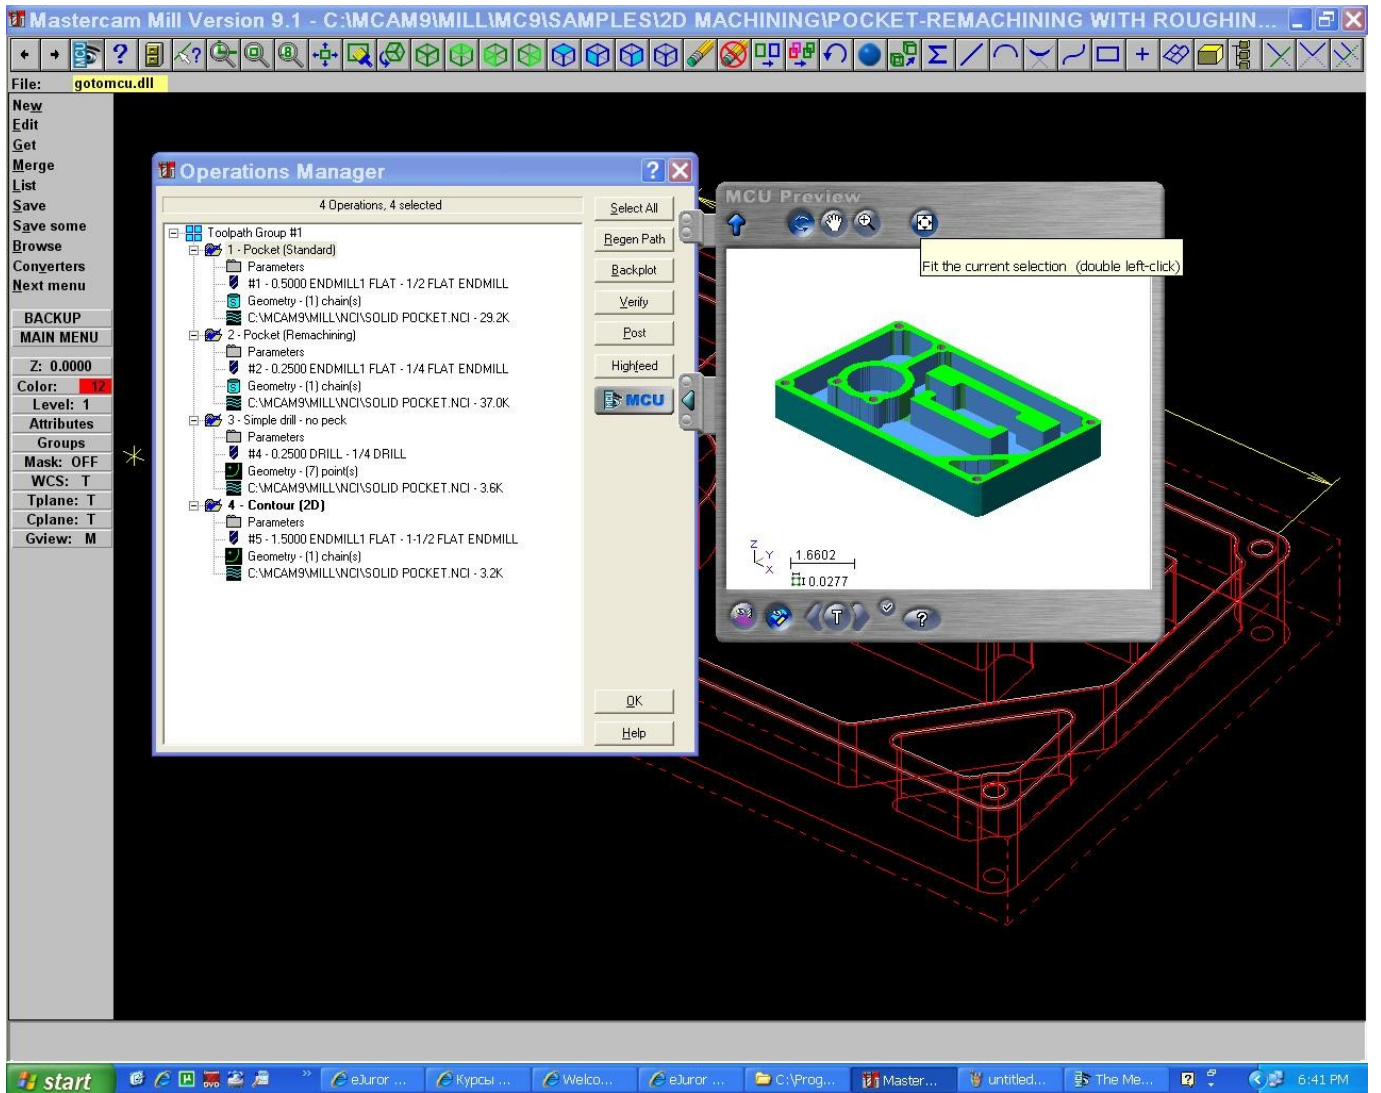 Mastercam Mill Version 9.1 - C:\MCAM9\MILL\MC9\SAMPLES\2D MACHINING\POCKET-REMACHINING WITH ROUGHIN...
File: gotomcu.dll
New
Edit
Get
Merge
List
Save
Save some
Browse
Converters
Next menu
BACKUP
MAIN MENU
Z: 0.0000
Color: 12
Level: 1
Attributes
Groups
Mask: OFF
WCS: T
Tplane: T
Cplane: T
Gview: M
Operations Manager
4 Operations, 4 selected
Toolpath Group #1
1 - Pocket (Standard)
Parameters
#1 - 0.5000 ENDMILL1 FLAT - 1/2 FLAT ENDMILL
Geometry - (1) chain(s)
C:\MCAM9\MILL\NCI\SOLID POCKET.NCI - 29.2K
2 - Pocket (Remachining)
Parameters
#2 - 0.2500 ENDMILL1 FLAT - 1/4 FLAT ENDMILL
Geometry - (1) chain(s)
C:\MCAM9\MILL\NCI\SOLID POCKET.NCI - 37.0K
3 - Simple drill - no peck
Parameters
#4 - 0.2500 DRILL - 1/4 DRILL
Geometry - (7) point(s)
C:\MCAM9\MILL\NCI\SOLID POCKET.NCI - 3.6K
4 - Contour (2D)
Parameters
#5 - 1.5000 ENDMILL1 FLAT - 1-1/2 FLAT ENDMILL
Geometry - (1) chain(s)
C:\MCAM9\MILL\NCI\SOLID POCKET.NCI - 3.2K
Select All
Regen Path
Backplot
Verify
Post
Highfeed
MCU
OK
Help
MCU Preview
Fit the current selection (double left-click)
Z
Y
X
1.6602
0.0277
T
start
eJuror ...
Курсы ...
Welco...
eJuror ...
C:\Prog...
Master...
untitled...
The Me...
6:41 PM